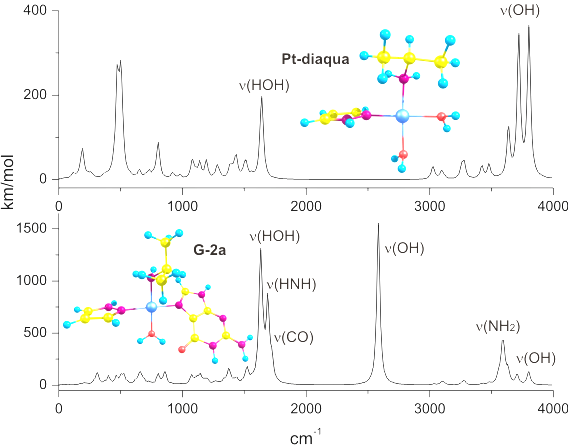 400
ν(OH)
Pt-diaqua
ν(HOH)
200
0
0 1000 2000 3000 4000
km/mol
1500
ν(HOH)
G-2a
ν(OH)
1000
ν(HNH)
500
ν(CO)
ν(NH2)
ν(OH)
0
0 1000 2000 3000 4000
cm-1